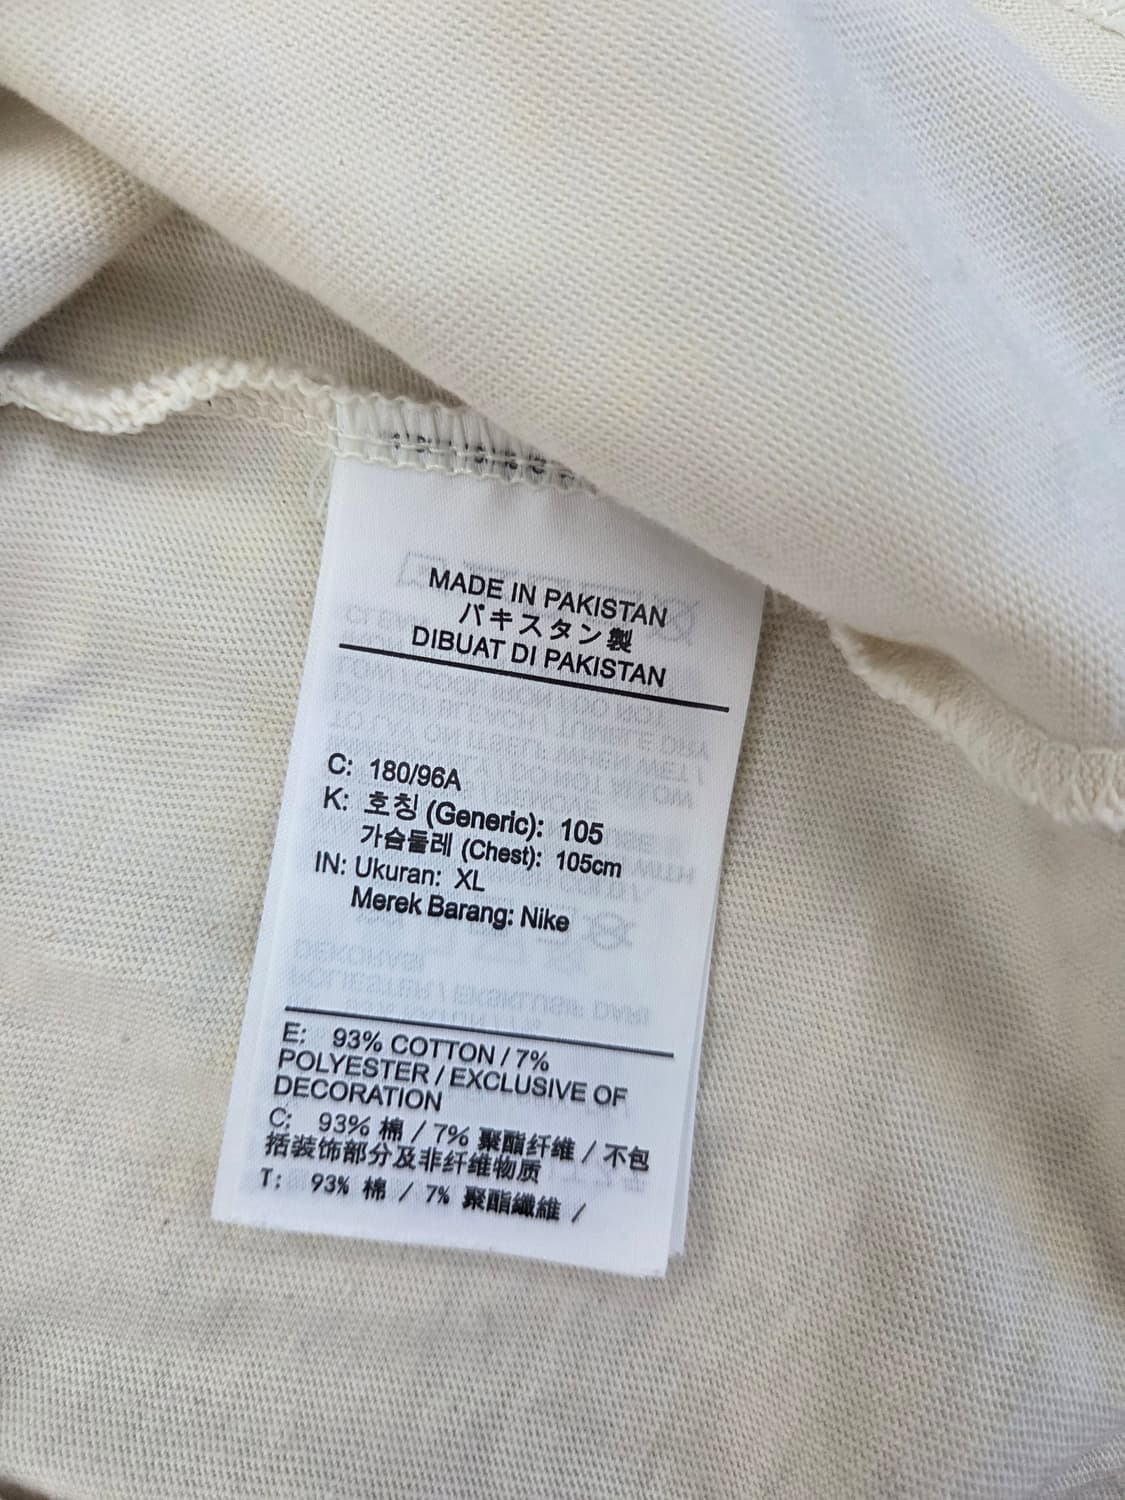 MADE IN PAKISTAN
パキスタン製
DIBUAT DI PAKISTAN
C: 180/96A
K: 호칭 (Generic): 105
가슴둘레 (Chest): 105cm
IN: Ukuran: XL
Merek Barang: Nike
E: 93% COTTON / 7%
POLYESTER / EXCLUSIVE OF
DECORATION
C: 93% 棉 / 7% 聚酯纤维 / 不包
括装饰部分及非纤维物质
T: 93% 棉 / 7% 聚酯纖維 /